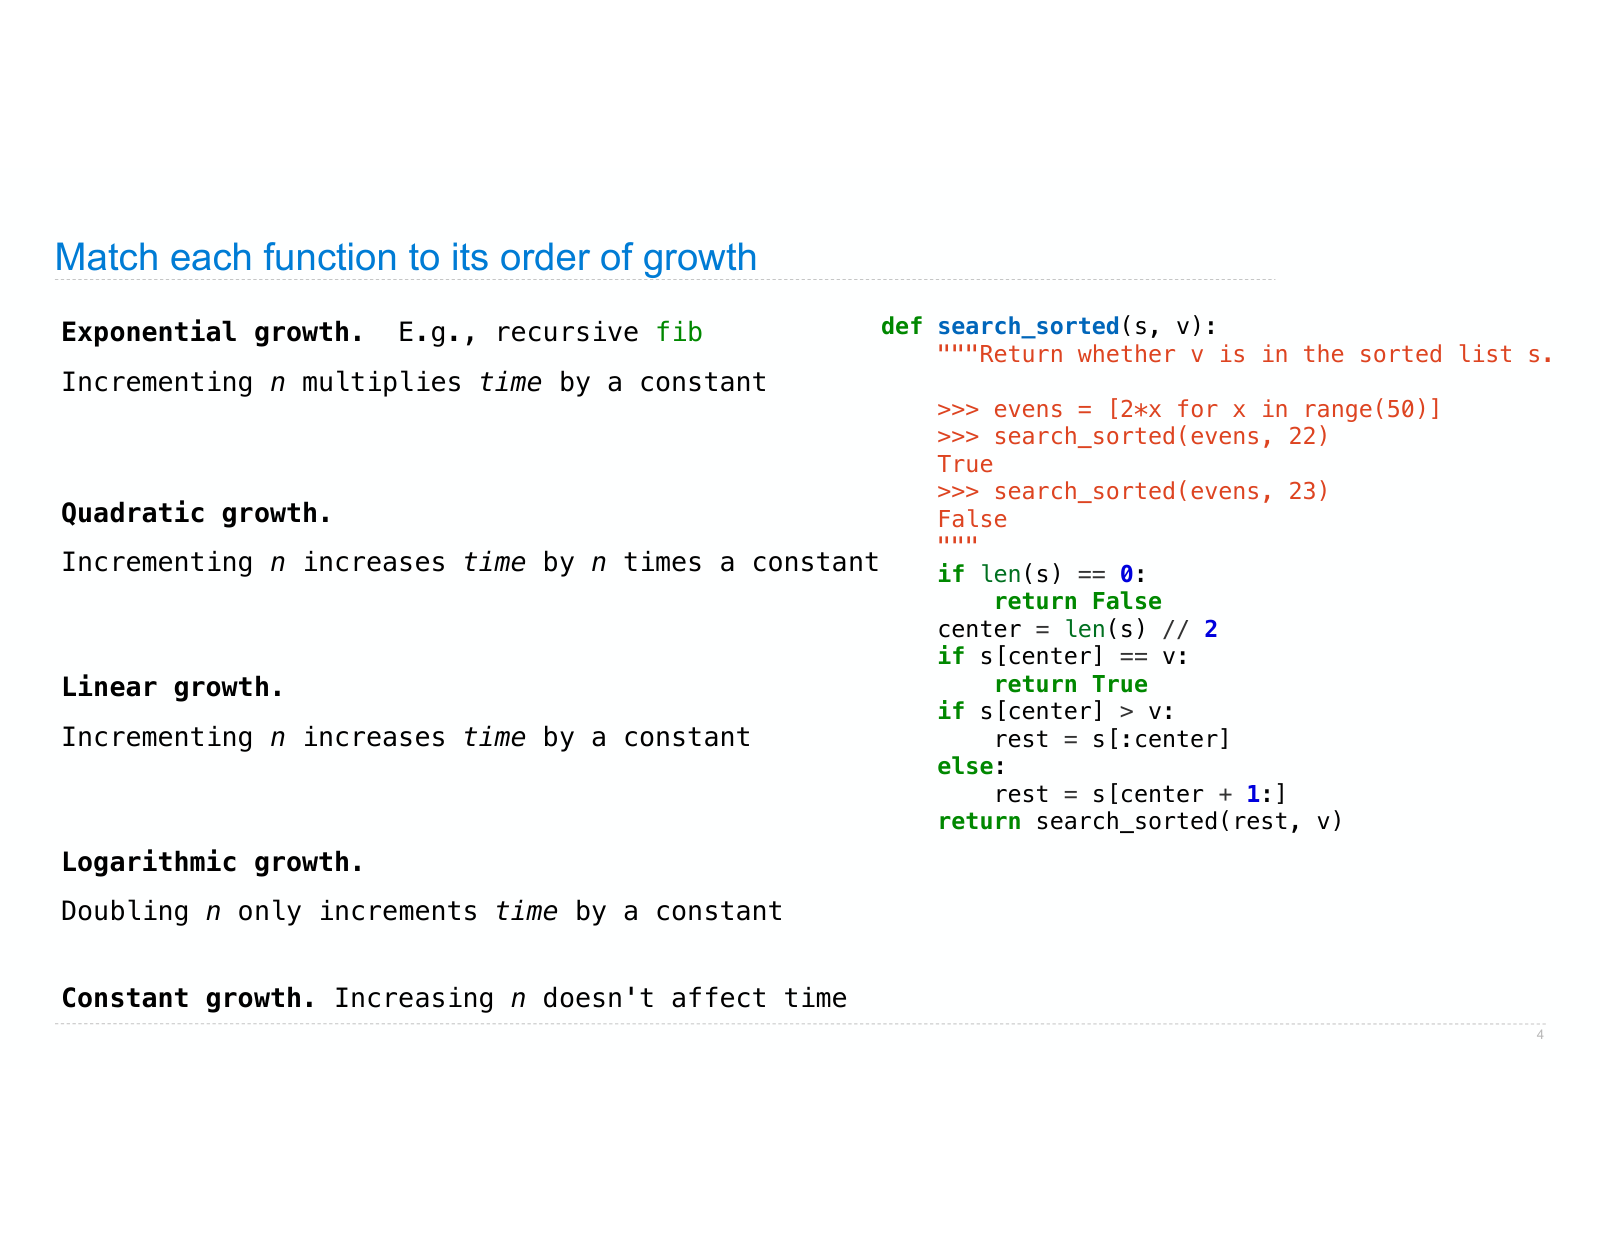 Match each function to its order of growth
Exponential growth.  E.g., recursive fib
Incrementing n multiplies time by a constant
Quadratic growth.
Incrementing n increases time by n times a constant
Linear growth.
Incrementing n increases time by a constant
Logarithmic growth.
Doubling n only increments time by a constant
Constant growth. Increasing n doesn't affect time
def search_sorted(s, v):
    """Return whether v is in the sorted list s.
    >>> evens = [2*x for x in range(50)]
    >>> search_sorted(evens, 22)
    True
    >>> search_sorted(evens, 23)
    False
    """
    if len(s) == 0:
        return False
    center = len(s) // 2
    if s[center] == v:
        return True
    if s[center] > v:
        rest = s[:center]
    else:
        rest = s[center + 1:]
    return search_sorted(rest, v)
4